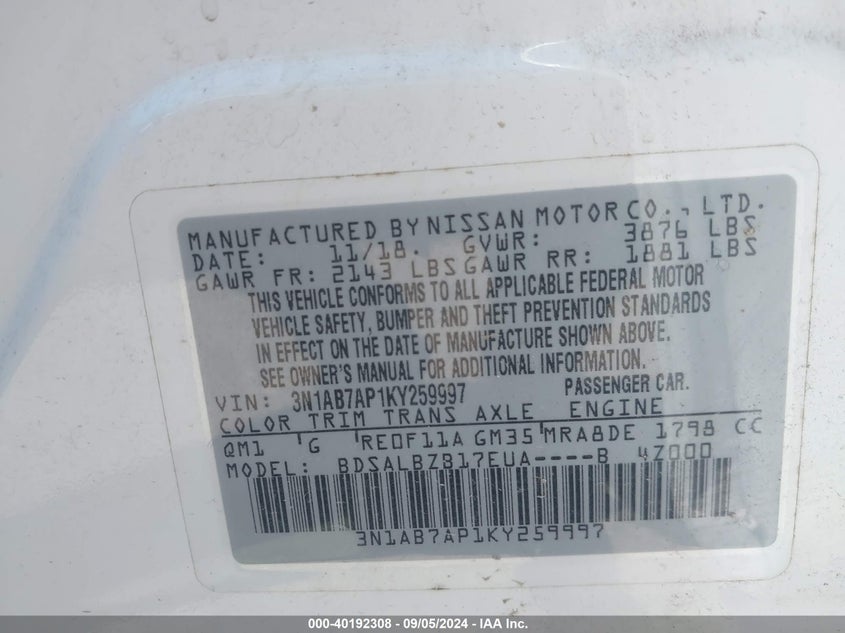 MANUFACTURED BY NISSAN MOTOR CO., LTD.
DATE: 11/18. GVWR: 3876 LBS
GAWR FR: 2143 LBS GAWR RR: 1881 LBS
THIS VEHICLE CONFORMS TO ALL APPLICABLE FEDERAL MOTOR
VEHICLE SAFETY, BUMPER AND THEFT PREVENTION STANDARDS
IN EFFECT ON THE DATE OF MANUFACTURE SHOWN ABOVE.
SEE OWNER'S MANUAL FOR ADDITIONAL INFORMATION.
VIN: 3N1AB7AP1KY259997 PASSENGER CAR.
COLOR TRIM TRANS AXLE ENGINE
QM1 G RE0F11A GM35 MRA8DE 1798 CC
MODEL: BDSALBZB17EUA----B 4Z000
3N1AB7AP1KY259997
000-40192308 - 09/05/2024 - IAA Inc.